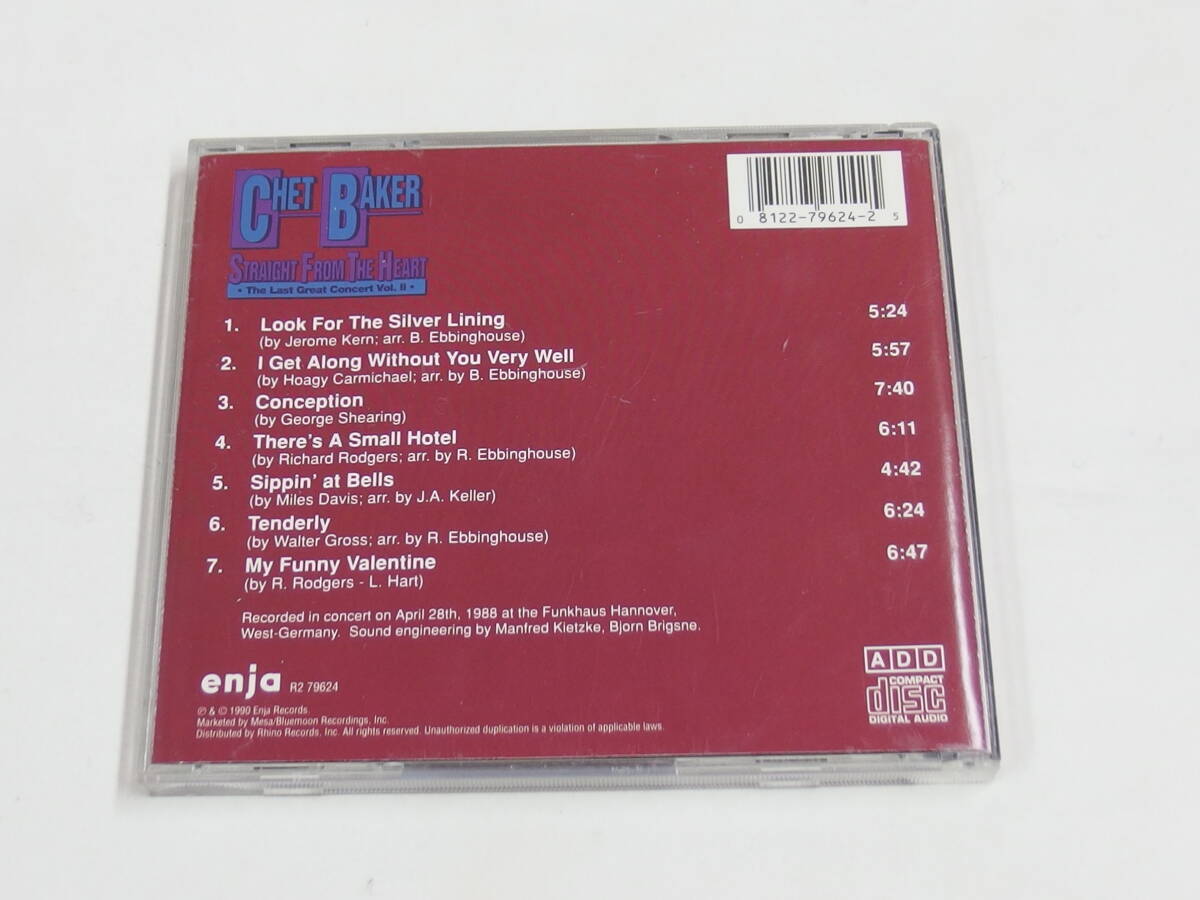 CHET BAKER
STRAIGHT FROM THE HEART
• The Last Great Concert Vol. II •
0 8122-79624-2 5
1. Look For The Silver Lining 5:24
(by Jerome Kern; arr. B. Ebbinghouse)
2. I Get Along Without You Very Well 5:57
(by Hoagy Carmichael; arr. by B. Ebbinghouse)
3. Conception 7:40
(by George Shearing)
4. There's A Small Hotel 6:11
(by Richard Rodgers; arr. by R. Ebbinghouse)
5. Sippin' at Bells 4:42
(by Miles Davis; arr. by J.A. Keller)
6. Tenderly 6:24
(by Walter Gross; arr. by R. Ebbinghouse)
7. My Funny Valentine 6:47
(by R. Rodgers - L. Hart)
Recorded in concert on April 28th, 1988 at the Funkhaus Hannover,
West-Germany. Sound engineering by Manfred Kietzke, Bjorn Brigsne.
enja R2 79624
℗ & © 1990 Enja Records.
Marketed by Mesa/Bluemoon Recordings, Inc.
Distributed by Rhino Records, Inc. All rights reserved. Unauthorized duplication is a violation of applicable laws.
ADD
COMPACT
disc
DIGITAL AUDIO